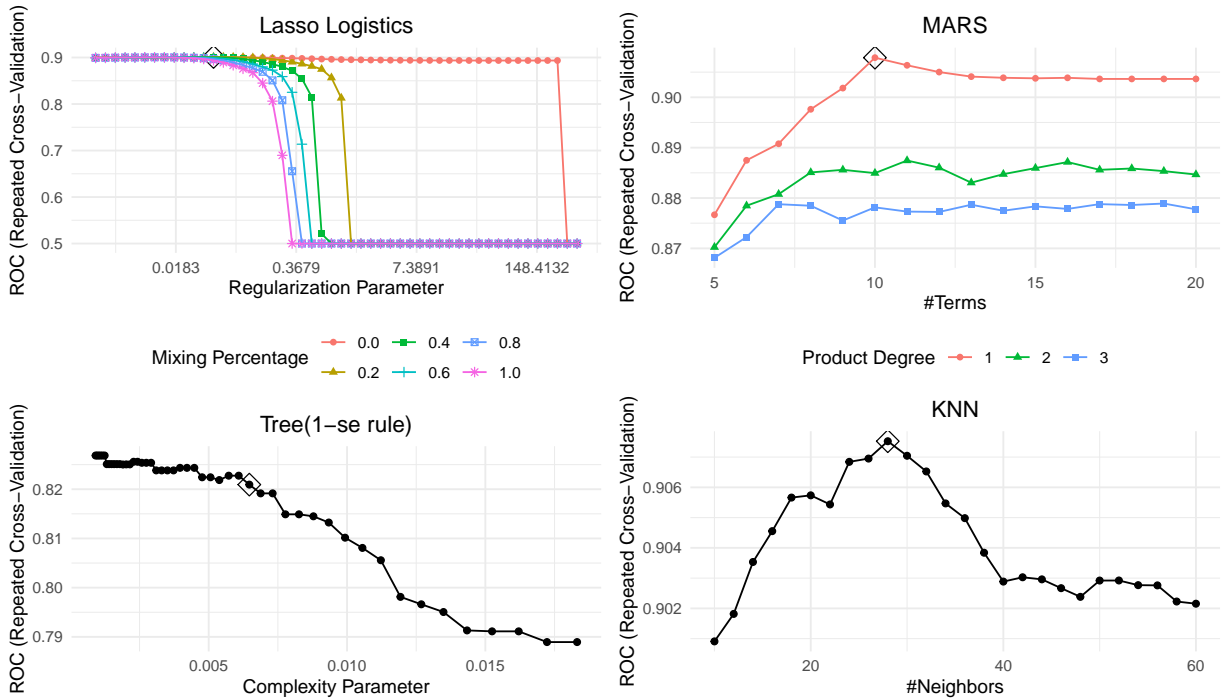 Lasso Logistics
ROC (Repeated Cross−Validation)
0.9
0.8
0.7
0.6
0.5
0.0183
0.3679
7.3891
148.4132
Regularization Parameter
Mixing Percentage
0.0
0.4
0.8
0.2
0.6
1.0
MARS
ROC (Repeated Cross−Validation)
0.90
0.89
0.88
0.87
5
10
15
20
#Terms
Product Degree
1
2
3
Tree(1−se rule)
ROC (Repeated Cross−Validation)
0.82
0.80
0.79
0.005
0.010
0.015
Complexity Parameter
KNN
ROC (Repeated Cross−Validation)
0.906
0.904
0.902
20
40
60
#Neighbors